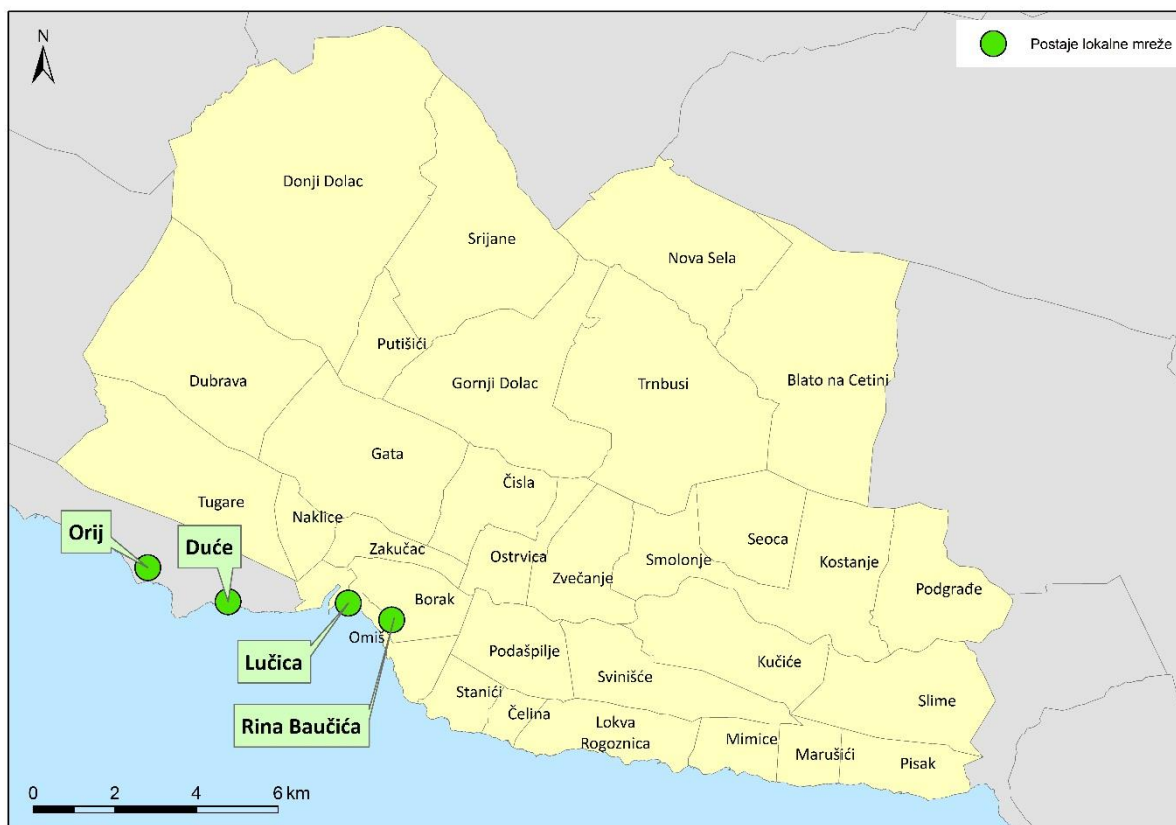 N
Postaje lokalne mreže
Donji Dolac
Srijane
Nova Sela
Putišići
Dubrava
Gornji Dolac
Trnbusi
Blato na Cetini
Gata
Čisla
Tugare
Naklice
Orij
Duće
Zakučac
Ostrvica
Zvečanje
Smolonje
Seoca
Kostanje
Podgrađe
Borak
Omiš
Lučica
Podašpilje
Svinišće
Kučiće
Stanići
Slime
Rina Baučića
Čelina
Lokva
Rogoznica
Mimice
Marušići
Pisak
0 2 4 6 km